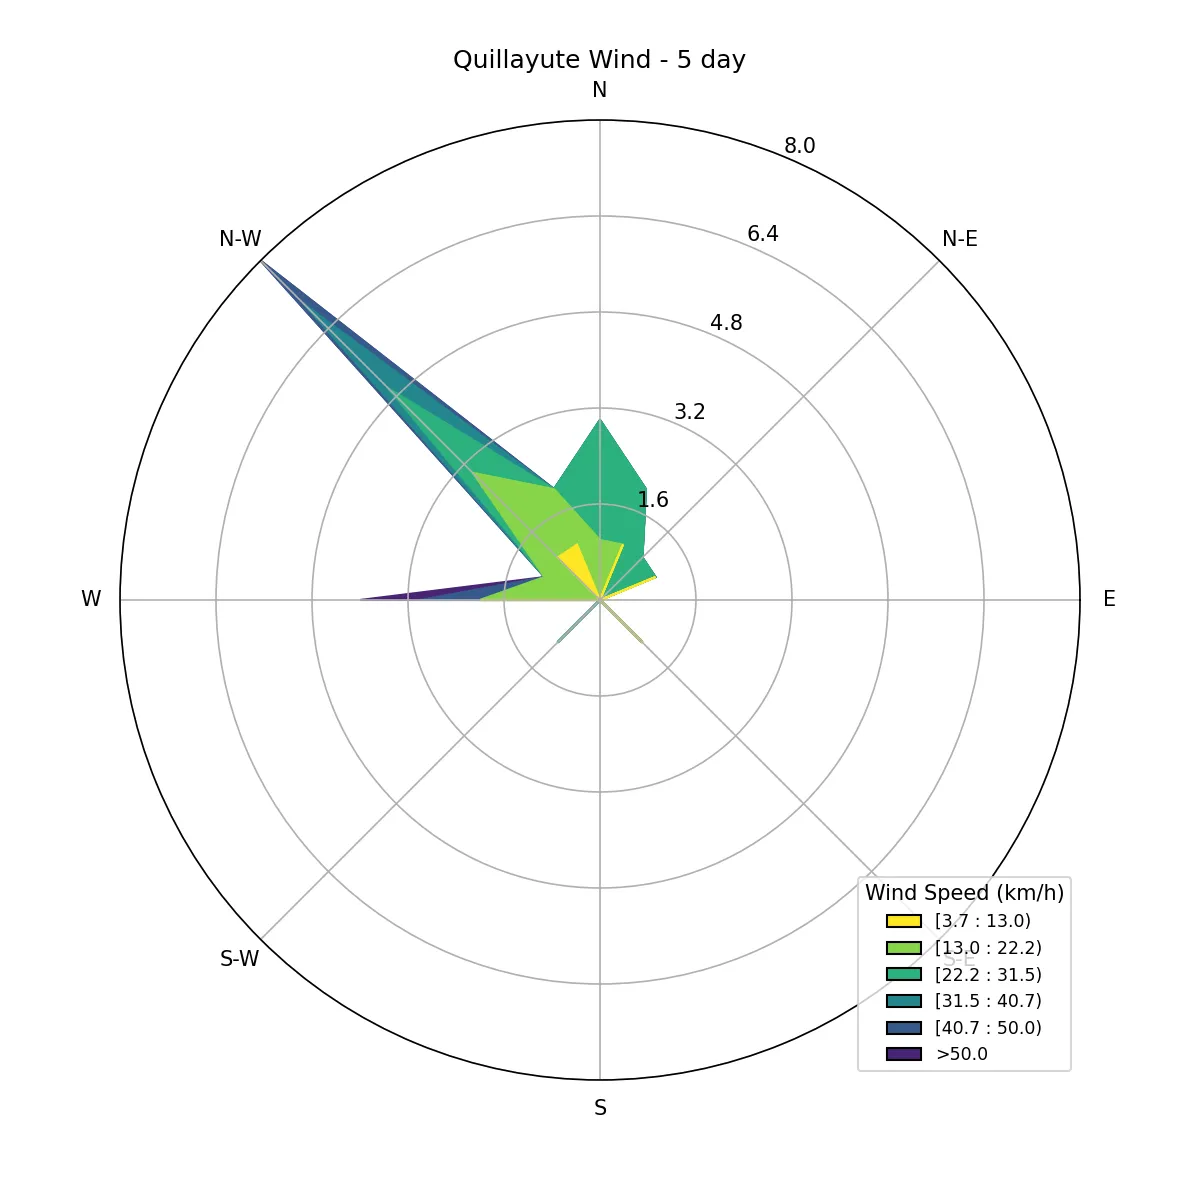 Quillayute Wind - 5 day
N
8.0
N-W
N-E
6.4
4.8
3.2
1.6
W
E
S-W
S-E
S
Wind Speed (km/h)
[3.7 : 13.0)
[13.0 : 22.2)
[22.2 : 31.5)
[31.5 : 40.7)
[40.7 : 50.0)
>50.0